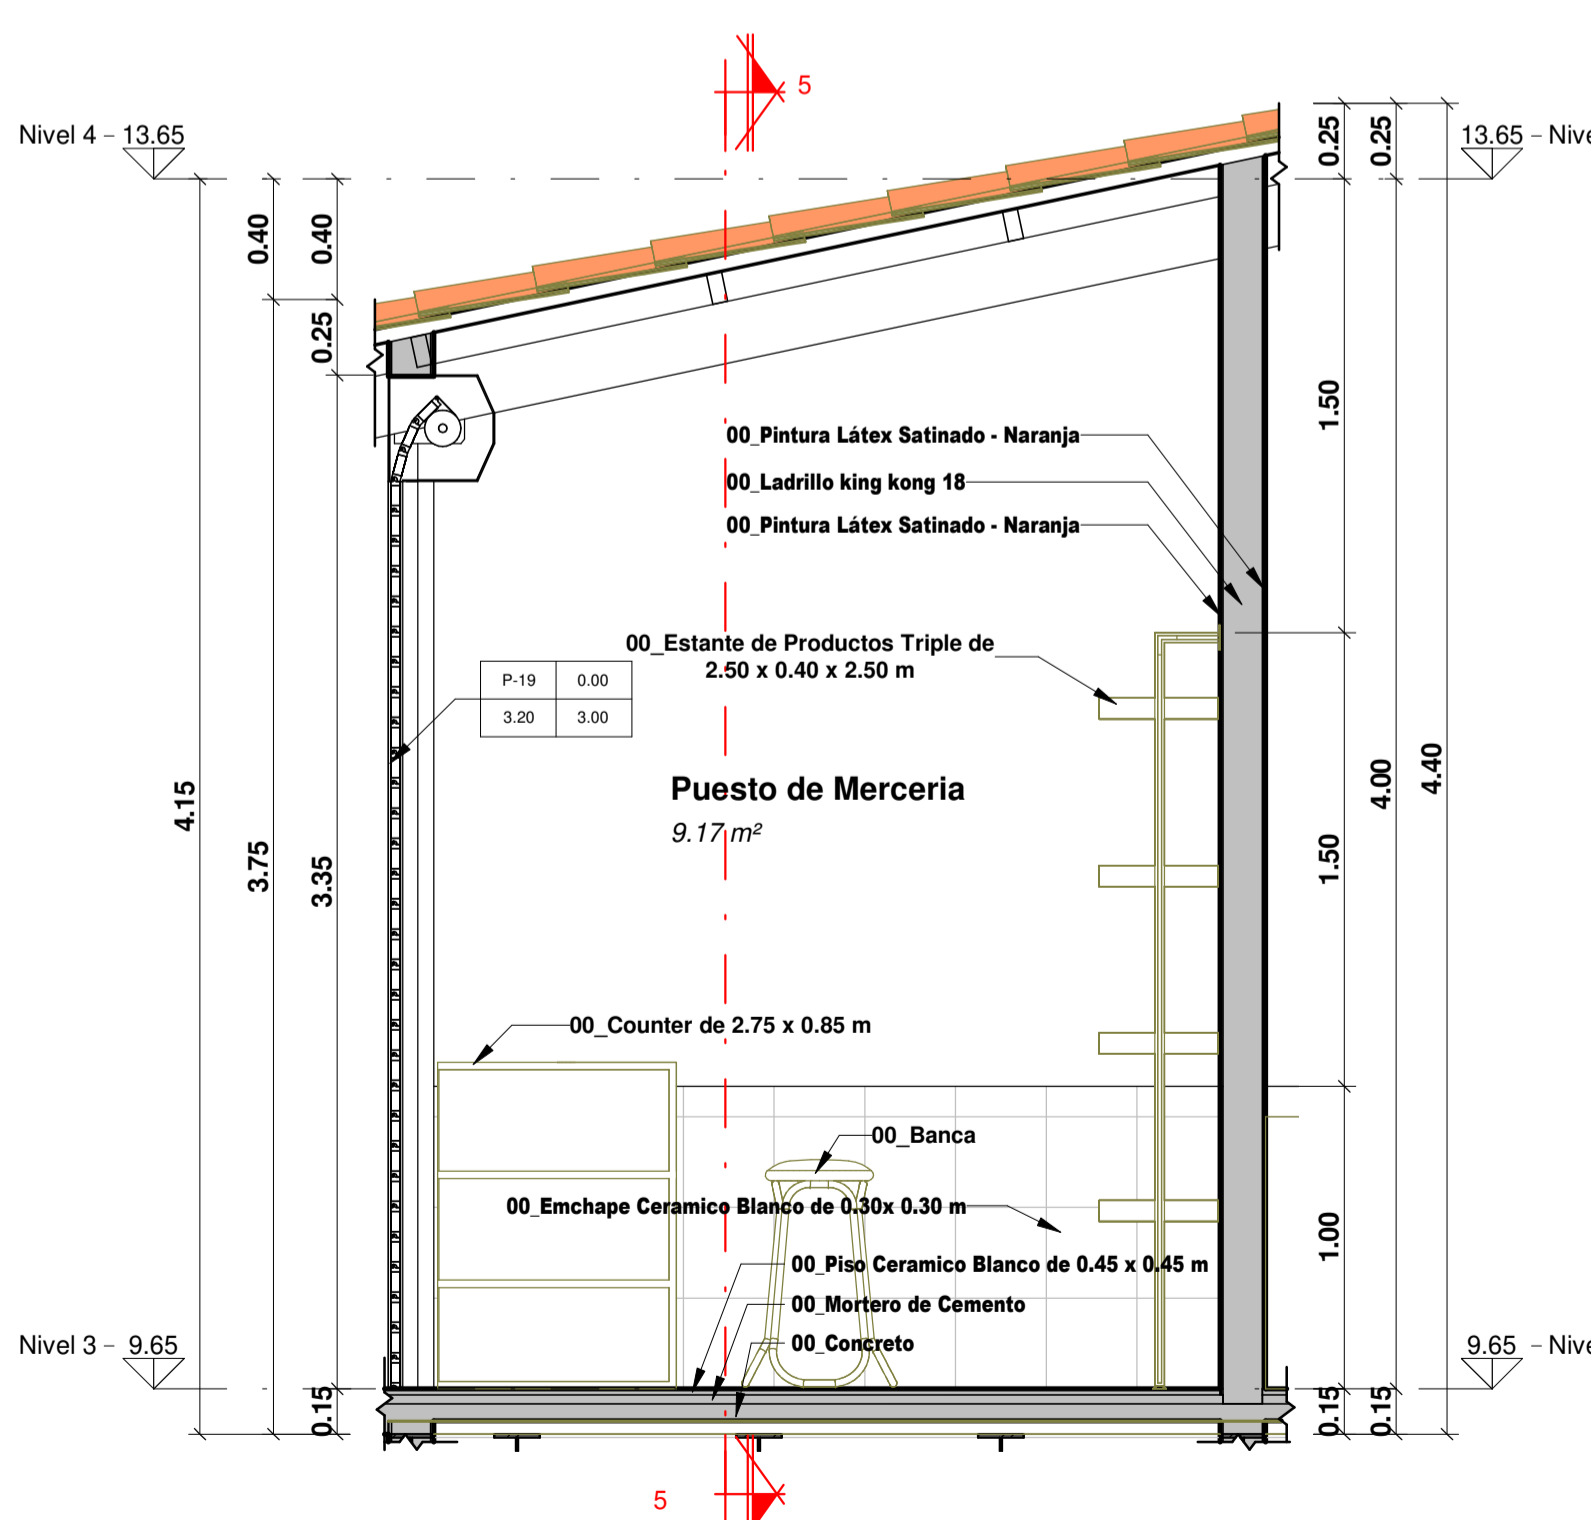 5
Nivel 4 – 13.65
13.65 – Nive
0.25
0.25
0.40
0.40
0.25
1.50
00_Pintura Látex Satinado - Naranja
00_Ladrillo king kong 18
00_Pintura Látex Satinado - Naranja
00_Estante de Productos Triple de
2.50 x 0.40 x 2.50 m
P-19 0.00
3.20 3.00
Puesto de Merceria
9.17 m²
4.15
3.75
3.35
1.50
4.00
4.40
00_Counter de 2.75 x 0.85 m
00_Banca
00_Emchape Ceramico Blanco de 0.30x 0.30 m
1.00
00_Piso Ceramico Blanco de 0.45 x 0.45 m
00_Mortero de Cemento
00_Concreto
Nivel 3 – 9.65
9.65 – Nive
0.15
0.15
0.15
5